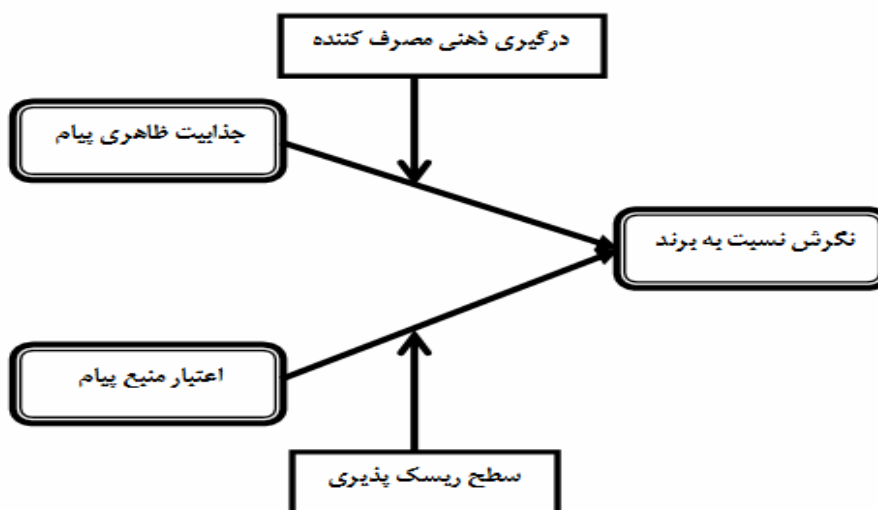 درگیری ذهنی مصرف کننده
جذابیت ظاهری پیام
نگرش نسبت به برند
اعتبار منبع پیام
سطح ریسک پذیری